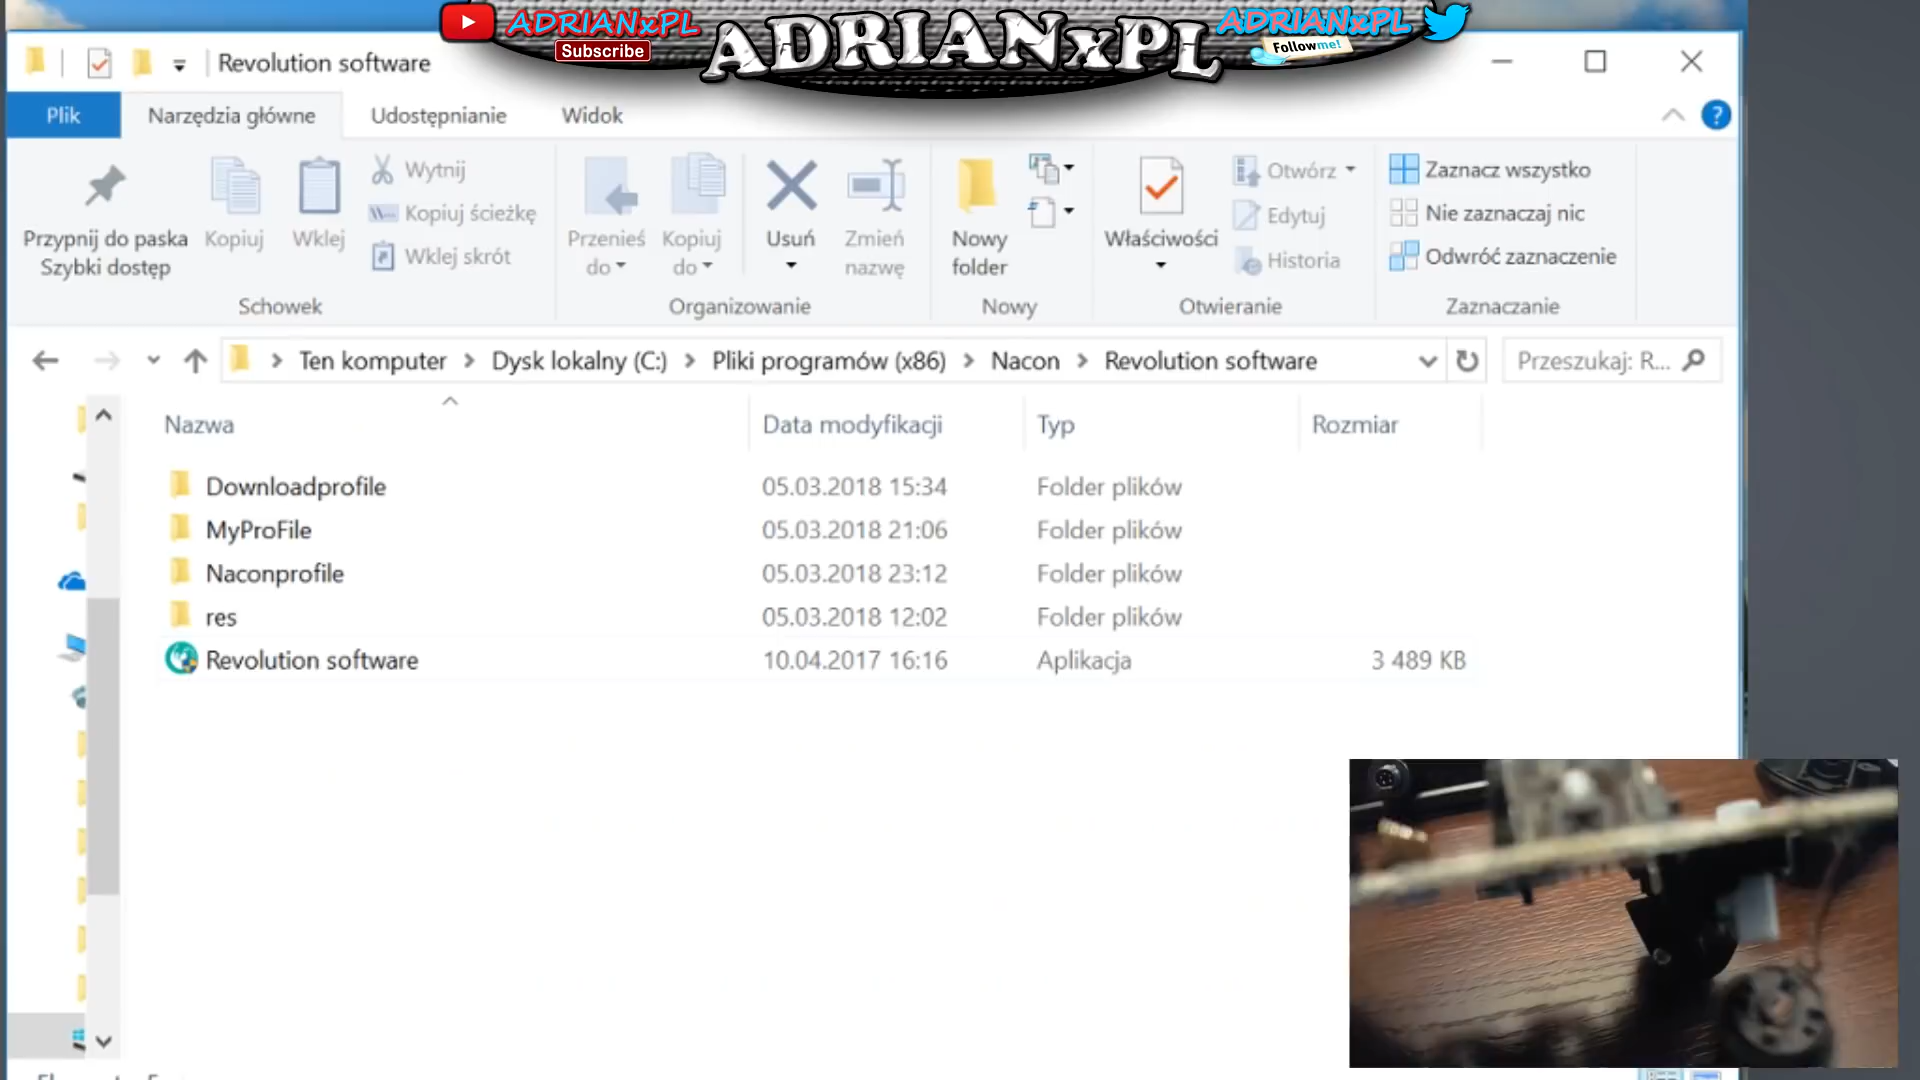 ADRIANxPL
Subscribe
ADRIANxPL
ADRIANxPL
Followme!
Revolution software
Plik
Narzędzia główne
Udostępnianie
Widok
Przypnij do paska
Szybki dostęp
Kopiuj
Wklej
Wytnij
Kopiuj ścieżkę
Wklej skrót
Schowek
Przenieś
do
Kopiuj
do
Usuń
Zmień
nazwę
Organizowanie
Nowy
folder
Nowy
Właściwości
Otwórz
Edytuj
Historia
Otwieranie
Zaznacz wszystko
Nie zaznaczaj nic
Odwróć zaznaczenie
Zaznaczanie
Ten komputer
Dysk lokalny (C:)
Pliki programów (x86)
Nacon
Revolution software
Przeszukaj: R...
Nazwa Data modyfikacji Typ Rozmiar
Downloadprofile 05.03.2018 15:34 Folder plików
MyProFile 05.03.2018 21:06 Folder plików
Naconprofile 05.03.2018 23:12 Folder plików
res 05.03.2018 12:02 Folder plików
Revolution software 10.04.2017 16:16 Aplikacja 3 489 KB